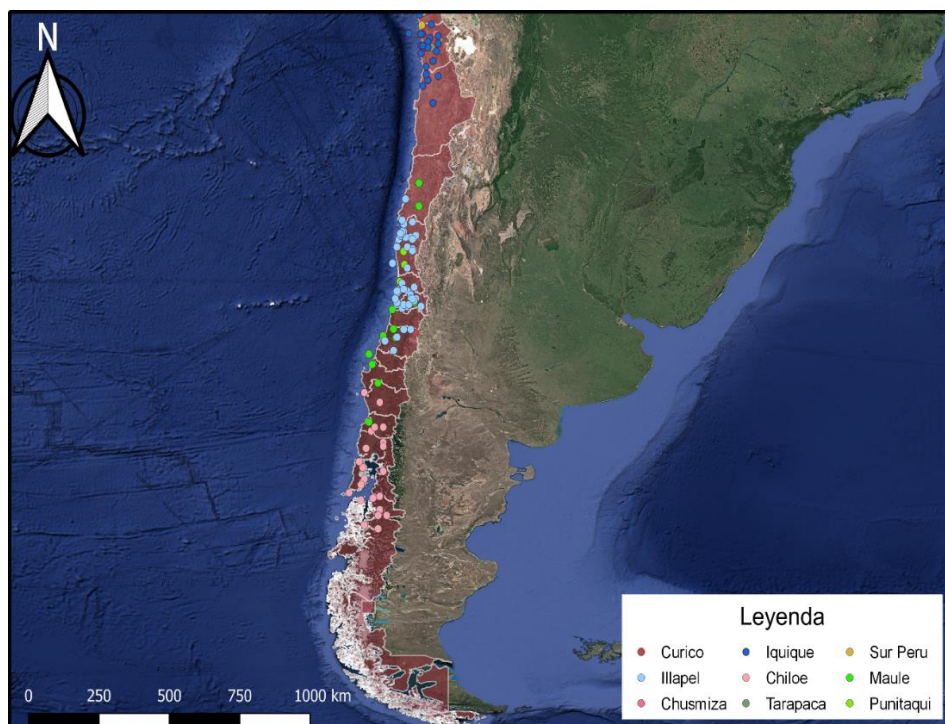 N
0 250 500 750 1000 km
Leyenda
Curico Iquique Sur Peru
Illapel Chiloe Maule
Chusmiza Tarapaca Punitaqui